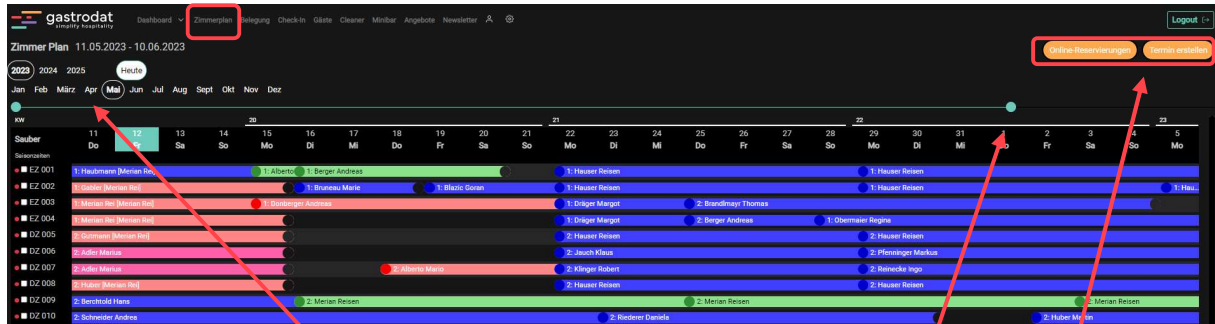 gastrodat
simplify hospitality
Dashboard Zimmerplan Belegung Check-In Gäste Cleaner Minibar Angebote Newsletter
Logout
Zimmer Plan 11.05.2023 - 10.06.2023
Online-Reservierungen Termin erstellen
2023 2024 2025 Heute
Jan Feb März Apr Mai Jun Jul Aug Sept Okt Nov Dez
KW 20 21 22 23
Sauber 11 12 13 14 15 16 17 18 19 20 21 22 23 24 25 26 27 28 29 30 31 1 2 3 4 5
Do Fr Sa So Mo Di Mi Do Fr Sa So Mo Di Mi Do Fr Sa So Mo Di Mi Do Fr Sa So Mo
Saisonzeiten
EZ 001 1: Haubmann [Merian Rei] 1: Alberto 1: Berger Andreas 1: Hauser Reisen 1: Hauser Reisen
EZ 002 1: Gabler [Merian Rei] 1: Bruneau Marie 1: Blazic Goran 1: Hauser Reisen 1: Hauser Reisen 1: Hau...
EZ 003 1: Merian Rei [Merian Rei] 1: Donberger Andreas 1: Dräger Margot 2: Brandlmayr Thomas
EZ 004 1: Merian Rei [Merian Rei] 1: Dräger Margot 2: Berger Andreas 1: Obermaier Regina
DZ 005 2: Gutmann [Merian Rei] 2: Hauser Reisen 2: Hauser Reisen
DZ 006 2: Adler Marius 2: Jauch Klaus 2: Pfenninger Markus
DZ 007 2: Adler Marius 2: Alberto Mario 2: Klinger Robert 2: Reinecke Ingo
DZ 008 2: Huber [Merian Rei] 2: Hauser Reisen 2: Hauser Reisen
DZ 009 2: Berchtold Hans 2: Merian Reisen 2: Merian Reisen 2: Merian Reisen
DZ 010 2: Schneider Andrea 2: Riederer Daniela 2: Huber Martin